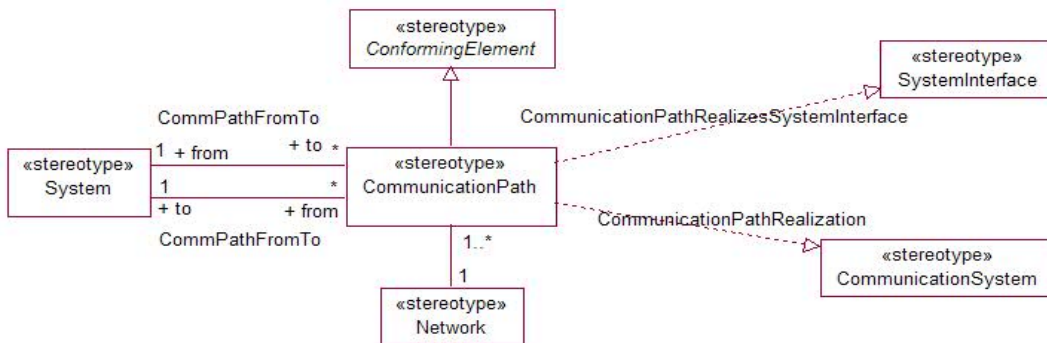 «stereotype»
ConformingElement
«stereotype»
SystemInterface
CommPathFromTo
CommunicationPathRealizesSystemInterface
1 + from
+ to *
«stereotype»
System
«stereotype»
CommunicationPath
1
*
+ to
+ from
CommPathFromTo
CommunicationPathRealization
1..*
«stereotype»
CommunicationSystem
1
«stereotype»
Network